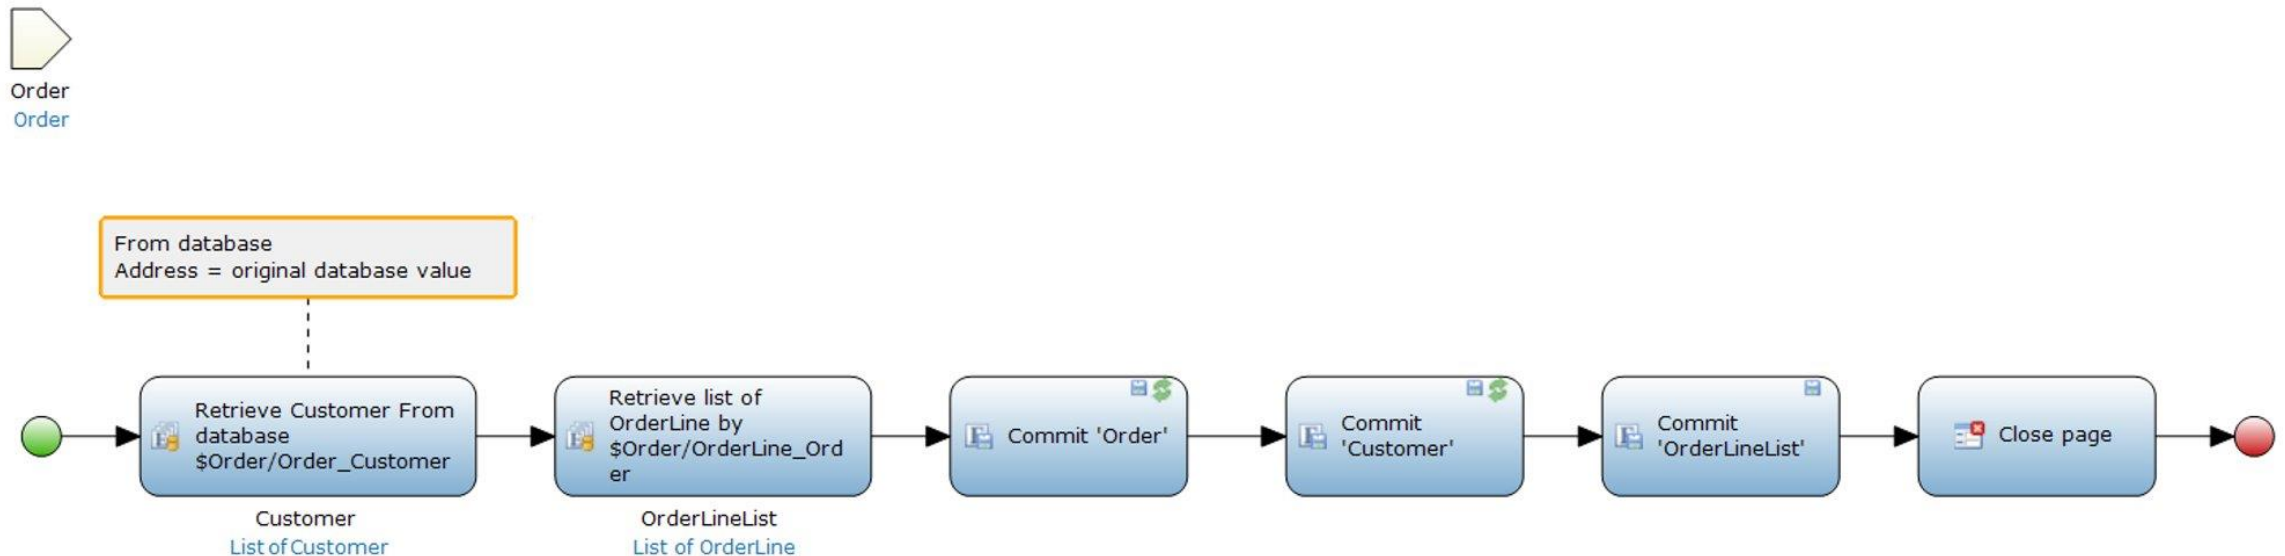 Order
Order
From database
Address = original database value
Retrieve Customer From
database
$Order/Order_Customer
Customer
List of Customer
Retrieve list of
OrderLine by
$Order/OrderLine_Ord
er
OrderLineList
List of OrderLine
Commit 'Order'
Commit
'Customer'
Commit
'OrderLineList'
Close page